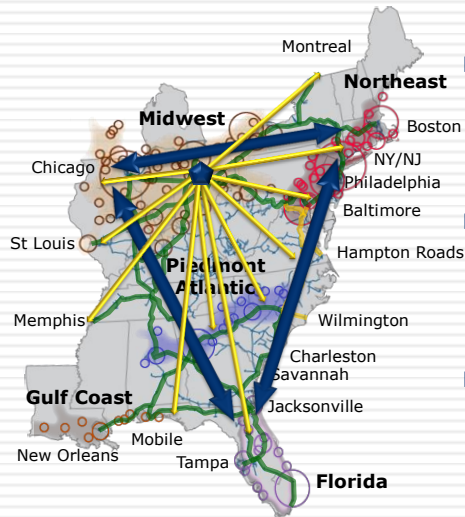 Montreal
Northeast
Midwest
Boston
Chicago
NY/NJ
Philadelphia
Baltimore
St Louis
Hampton Roads
Piedmont
Atlantic
Memphis
Wilmington
Charleston
Savannah
Gulf Coast
Jacksonville
Mobile
New Orleans
Tampa
Florida